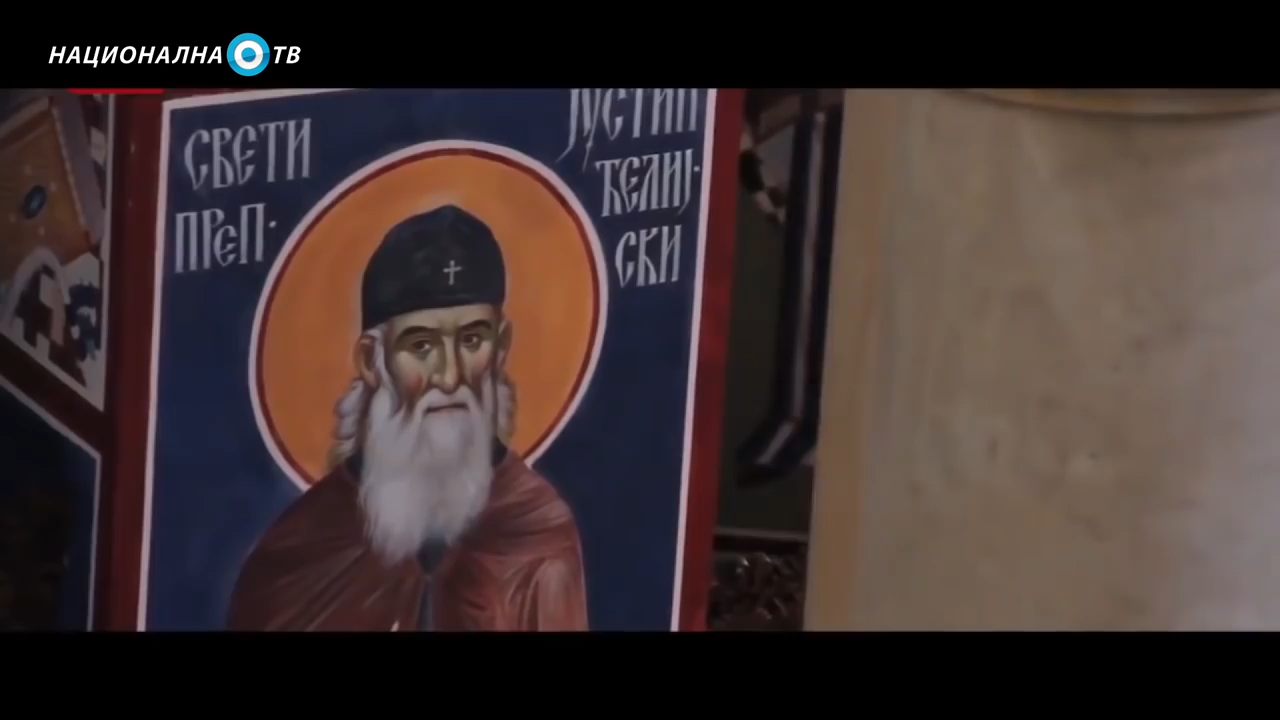 НАЦИОНАЛНА ТВ
СВЕТИ
ПРЕП·
ЈУСТИН
ЋЕЛИЈ-
СКИ